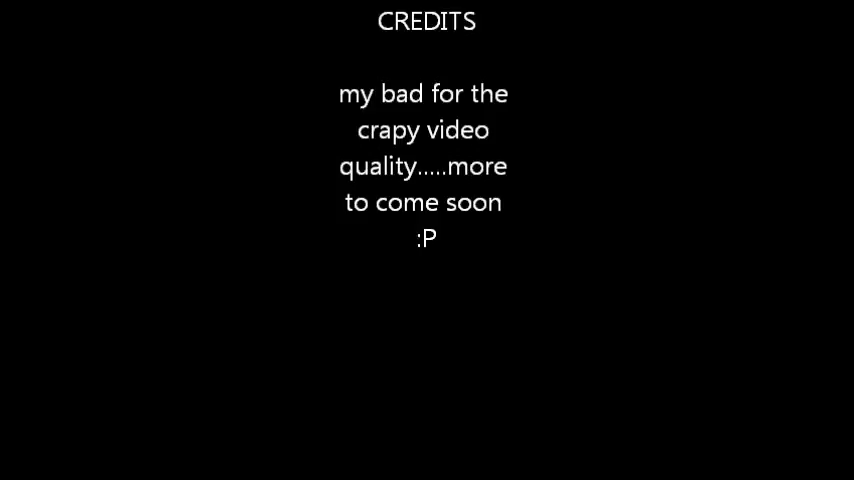 CREDITS
my bad for the
crapy video
quality.....more
to come soon
:P